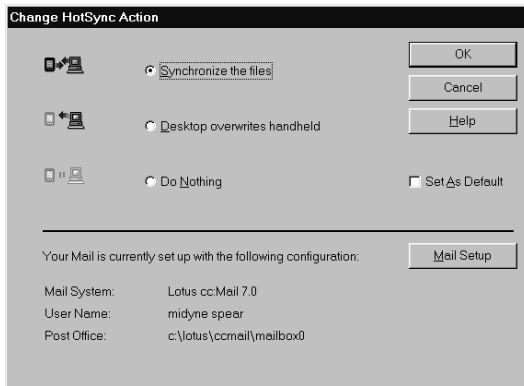 Change HotSync Action
OK
Synchronize the files
Cancel
Desktop overwrites handheld
Help
Do Nothing
Set As Default
Your Mail is currently set up with the following configuration:
Mail Setup
Mail System: Lotus cc:Mail 7.0
User Name: midyne spear
Post Office: c:\lotus\ccmail\mailbox0